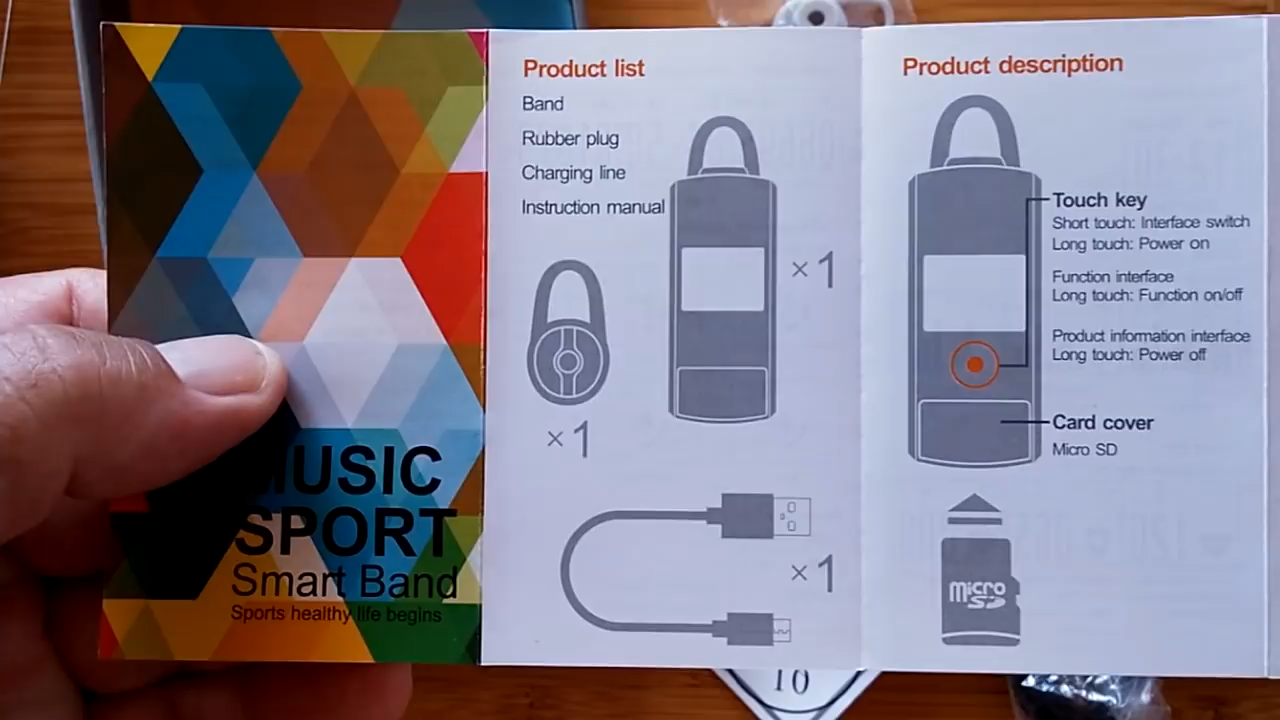 MUSIC
SPORT
Smart Band
Sports healthy life begins
Product list
Band
Rubber plug
Charging line
Instruction manual
×1
×1
×1
Product description
Touch key
Short touch: Interface switch
Long touch: Power on
Function interface
Long touch: Function on/off
Product information interface
Long touch: Power off
Card cover
Micro SD
micro
SD
10